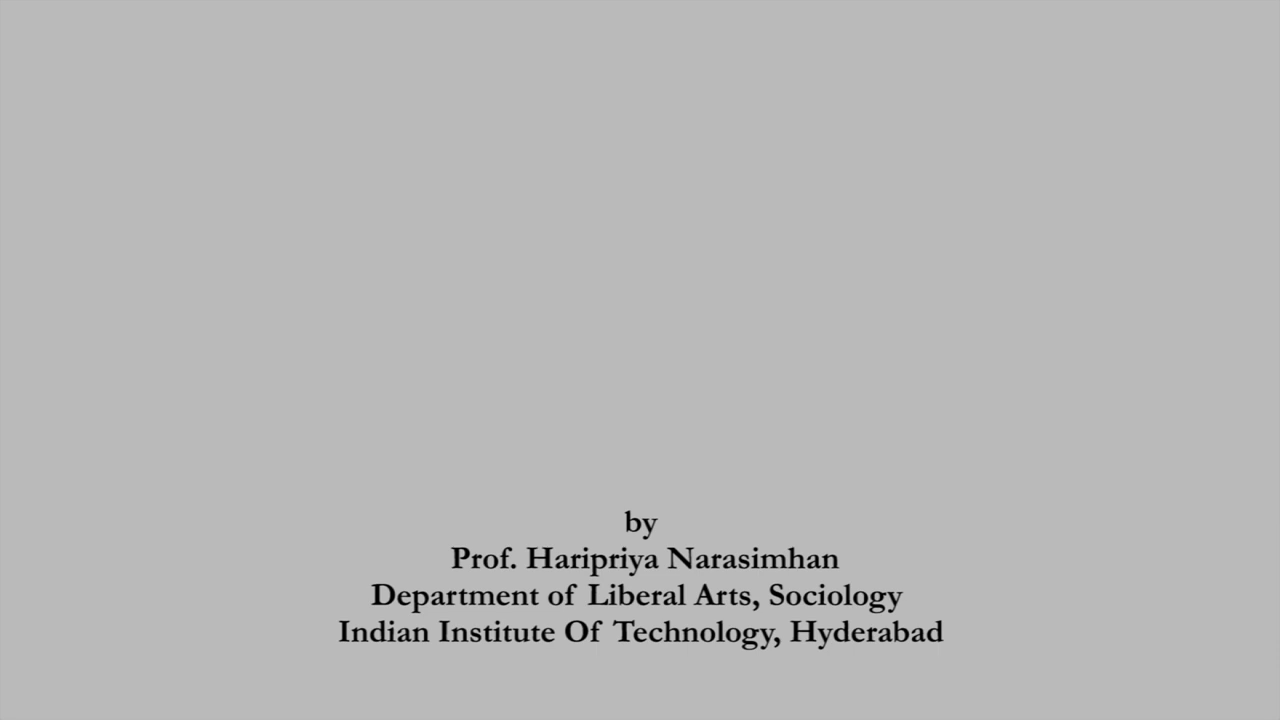 by
Prof. Haripriya Narasimhan
Department of Liberal Arts, Sociology
Indian Institute Of Technology, Hyderabad